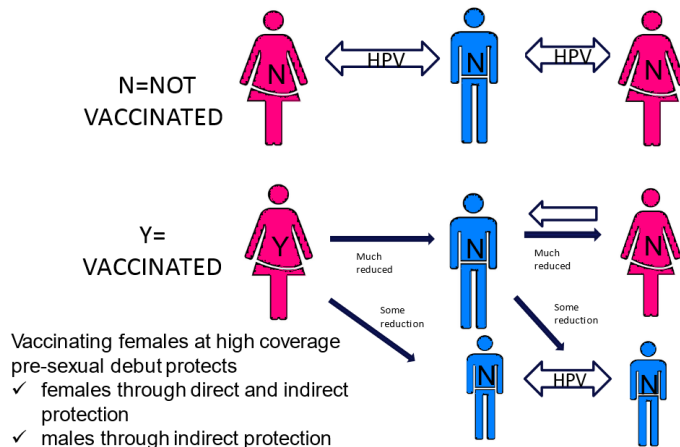 N HPV N HPV N
N=NOT
VACCINATED
Y=
VACCINATED
Y N N
Much
reduced
Much
reduced
Some
reduction
Some
reduction
N HPV N
Vaccinating females at high coverage
pre-sexual debut protects
✓ females through direct and indirect
protection
✓ males through indirect protection